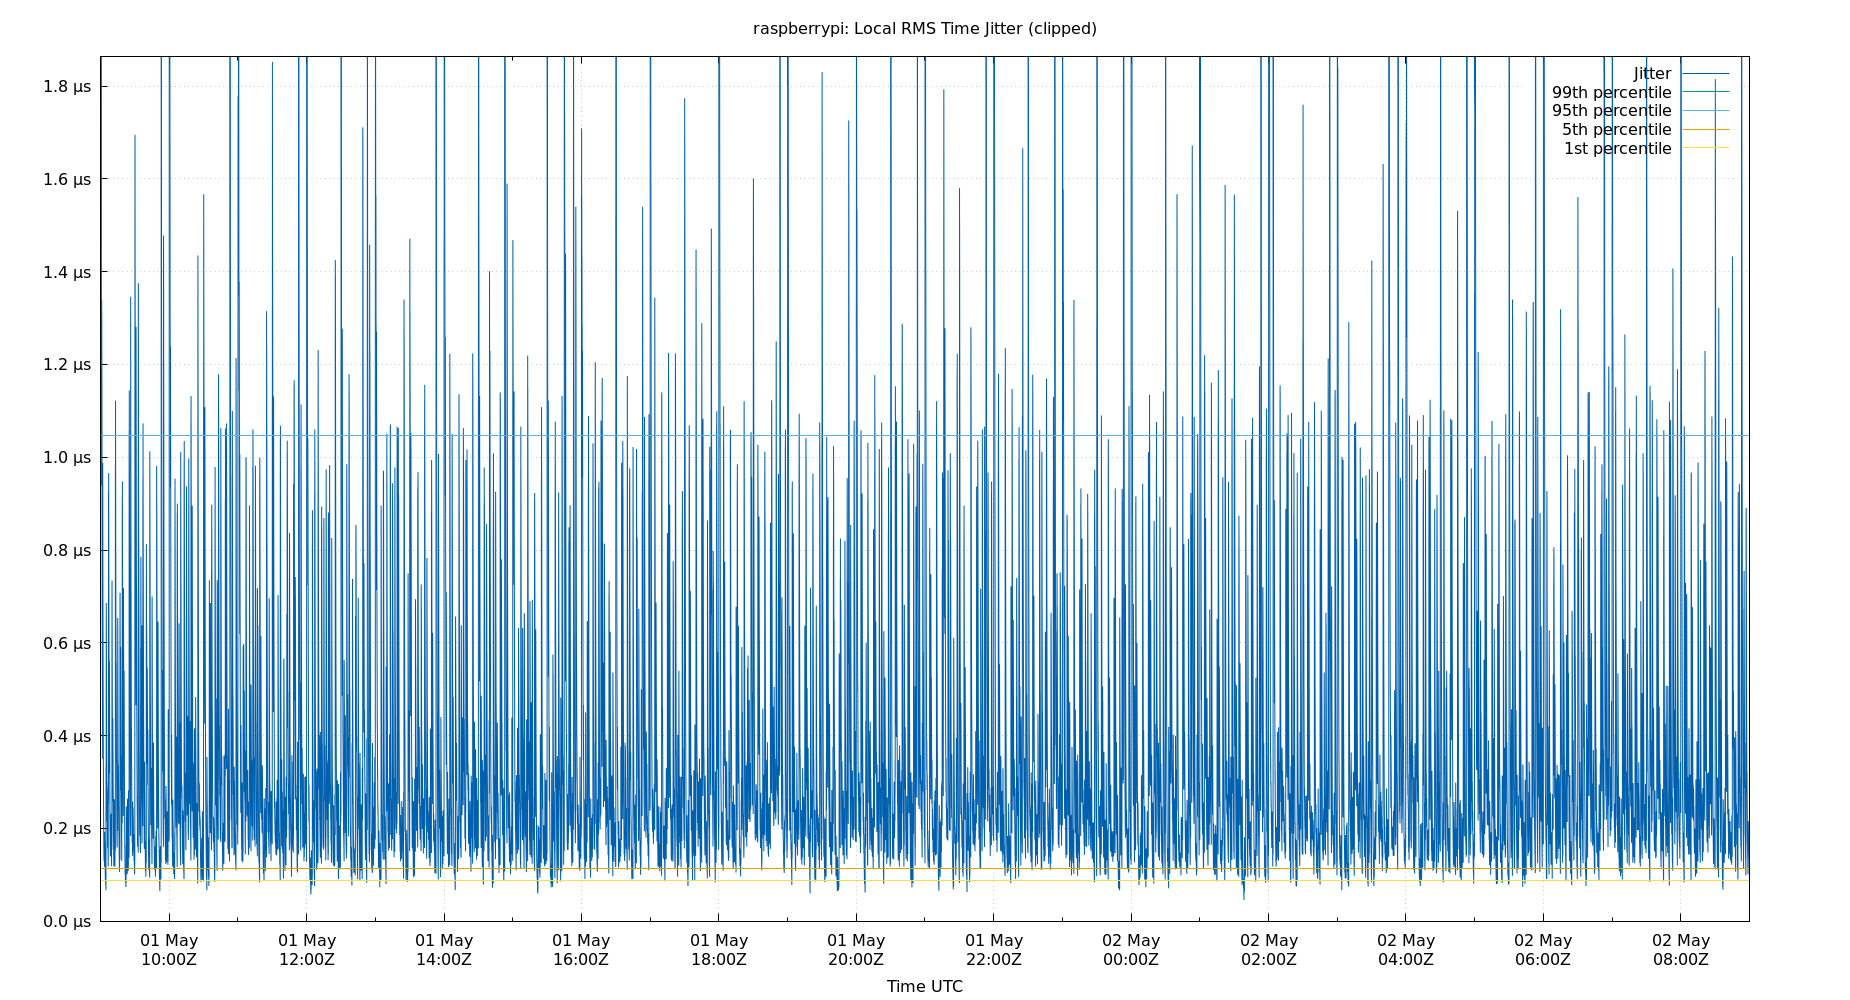 raspberrypi: Local RMS Time Jitter (clipped)
1.8 µs
1.6 µs
1.4 µs
1.2 µs
1.0 µs
0.8 µs
0.6 µs
0.4 µs
0.2 µs
0.0 µs
Jitter
99th percentile
95th percentile
5th percentile
1st percentile
01 May 01 May 01 May 01 May 01 May 01 May 01 May 02 May 02 May 02 May 02 May 02 May
10:00Z 12:00Z 14:00Z 16:00Z 18:00Z 20:00Z 22:00Z 00:00Z 02:00Z 04:00Z 06:00Z 08:00Z
Time UTC